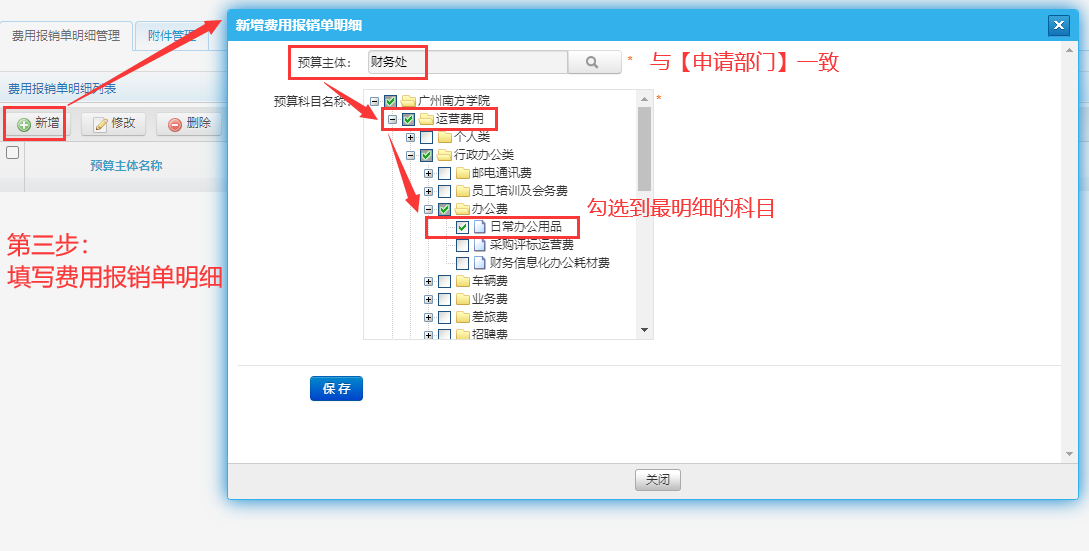 费用报销单明细管理
附件管理
费用报销单明细列表
新增
修改
删除
预算主体名称
第三步：
填写费用报销单明细
新增费用报销单明细
预算主体：
财务处
*
与【申请部门】一致
预算科目名称：
*
广州南方学院
运营费用
个人类
行政办公类
邮电通讯费
员工培训及会务费
办公费
勾选到最明细的科目
日常办公用品
采购评标运营费
财务信息化办公耗材费
车辆费
业务费
差旅费
招聘费
保 存
关闭